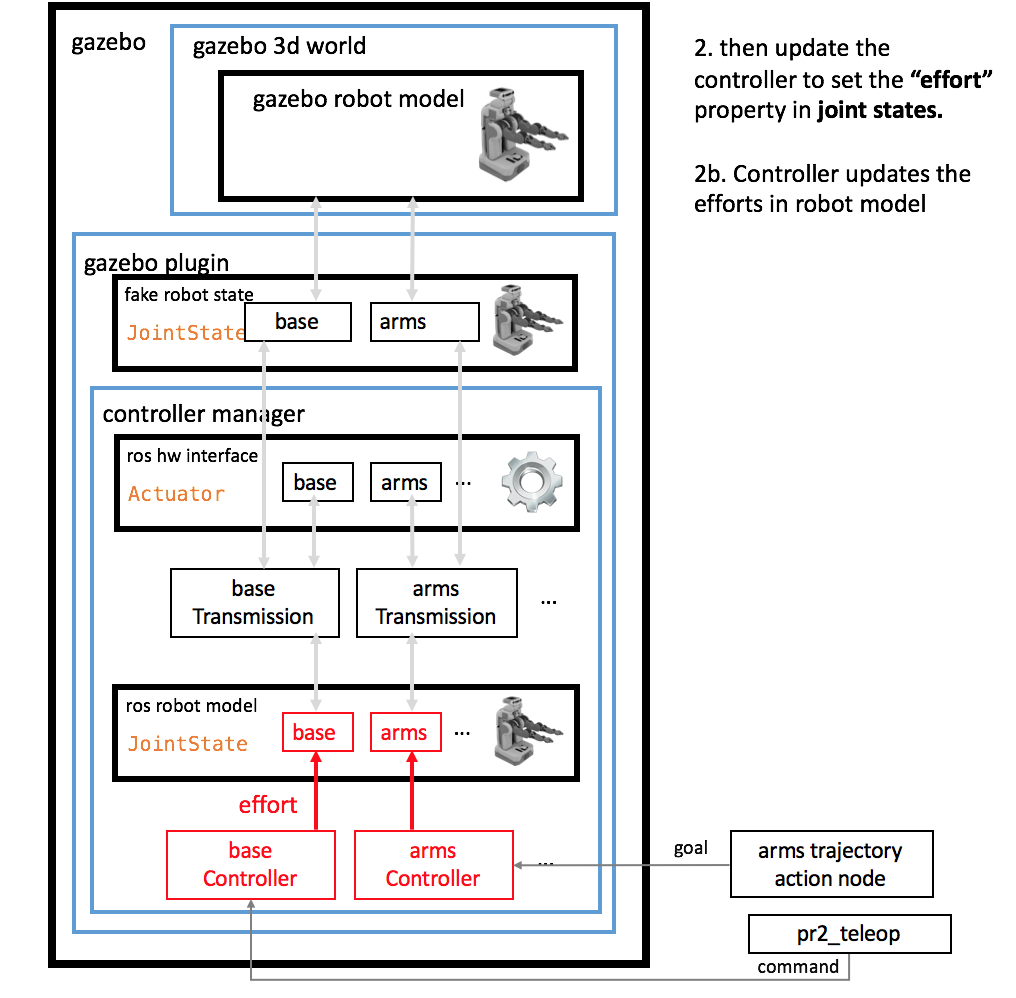 gazebo
gazebo 3d world
gazebo robot model
2. then update the
controller to set the “effort”
property in joint states.
2b. Controller updates the
efforts in robot model
gazebo plugin
fake robot state
JointState
base
arms
controller manager
ros hw interface
Actuator
base
arms
...
base
Transmission
arms
Transmission
...
ros robot model
JointState
base
arms
...
effort
base
Controller
arms
Controller
...
goal
arms trajectory
action node
pr2_teleop
command